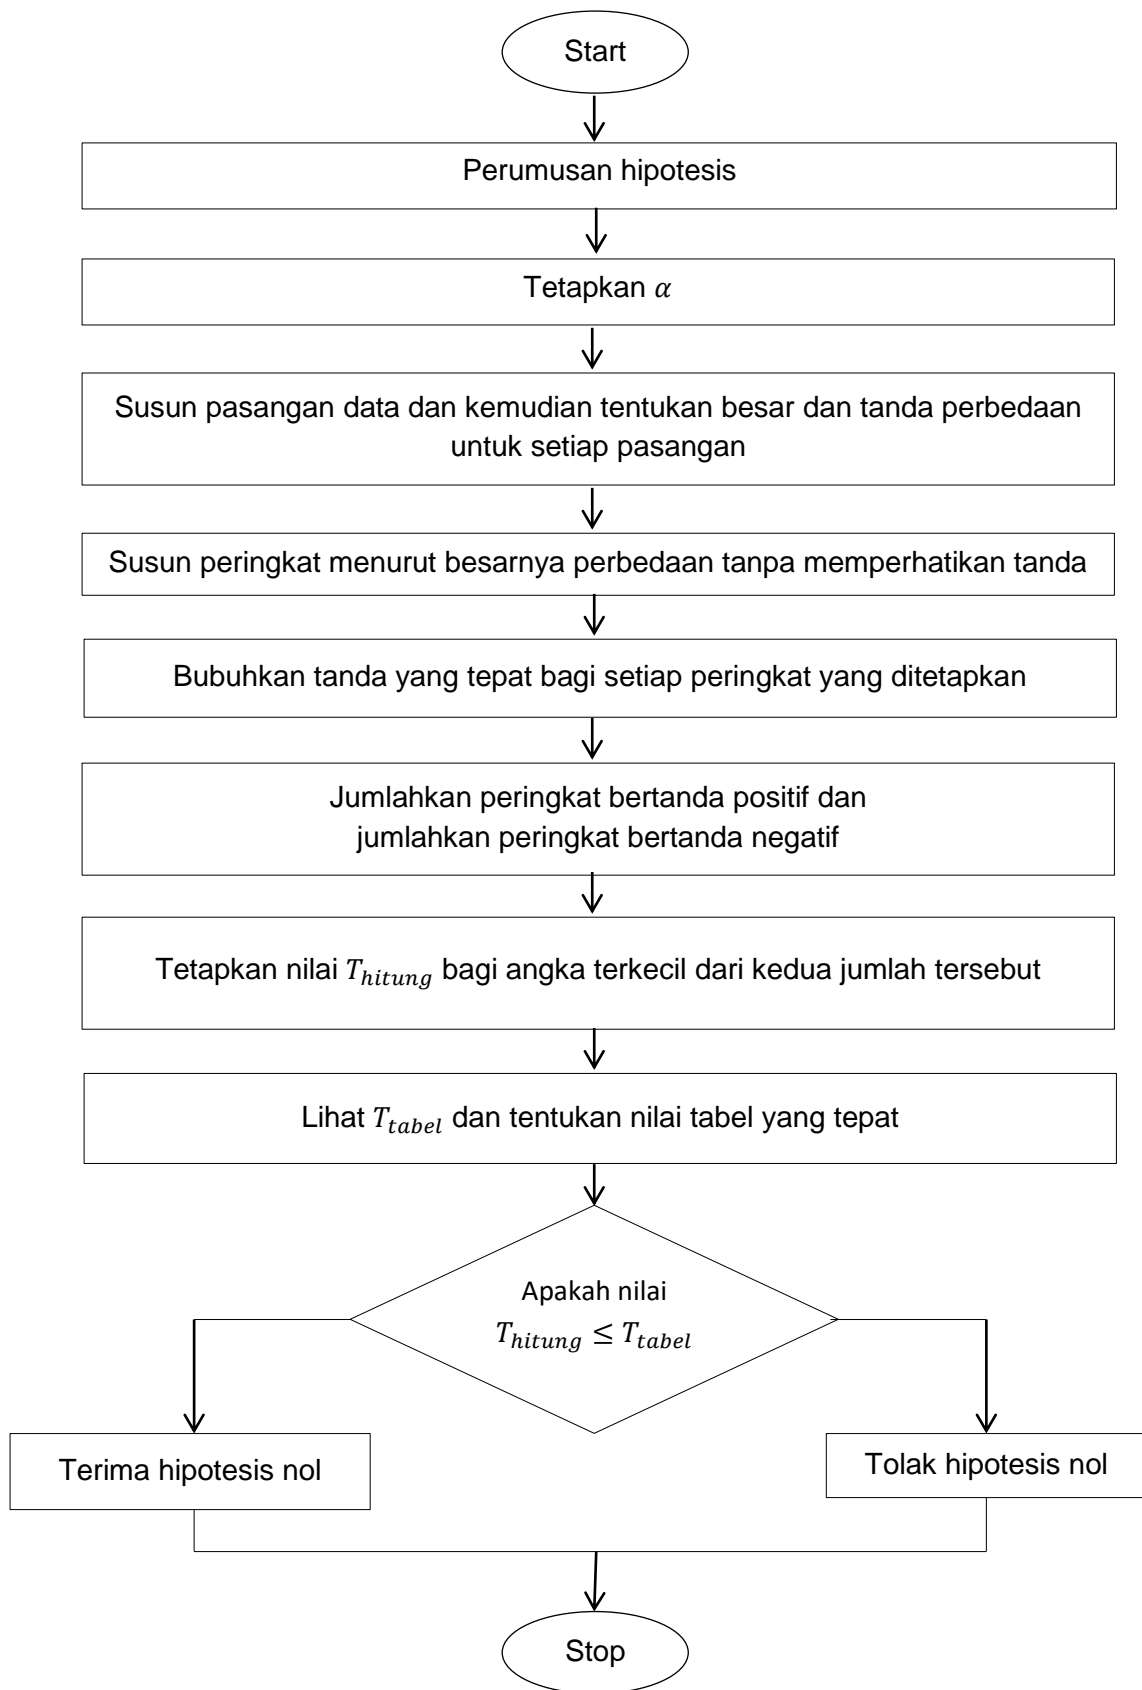 Start
Perumusan hipotesis
Tetapkan α
Susun pasangan data dan kemudian tentukan besar dan tanda perbedaan
untuk setiap pasangan
Susun peringkat menurut besarnya perbedaan tanpa memperhatikan tanda
Bubuhkan tanda yang tepat bagi setiap peringkat yang ditetapkan
Jumlahkan peringkat bertanda positif dan
jumlahkan peringkat bertanda negatif
Tetapkan nilai T_hitung bagi angka terkecil dari kedua jumlah tersebut
Lihat T_tabel dan tentukan nilai tabel yang tepat
Apakah nilai
T_hitung ≤ T_tabel
Terima hipotesis nol
Tolak hipotesis nol
Stop